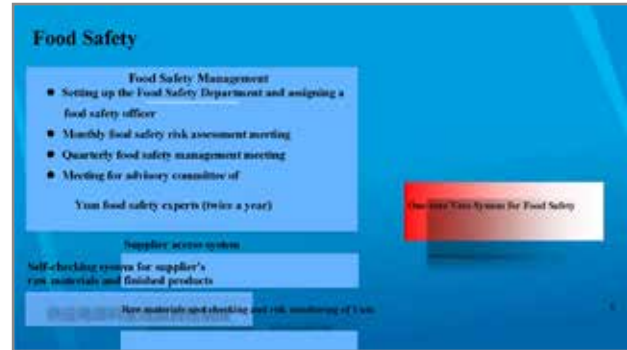 Food Safety
Food Safety Management
● Setting up the Food Safety Department and assigning a
food safety officer
● Monthly food safety risk assessment meeting
● Quarterly food safety management meeting
● Meeting for advisory committee of
Yum food safety experts (twice a year)
Supplier access system
Self-checking system for supplier's
raw materials and finished products
Raw materials spot checking and risk monitoring of Yum
System for Food Safety